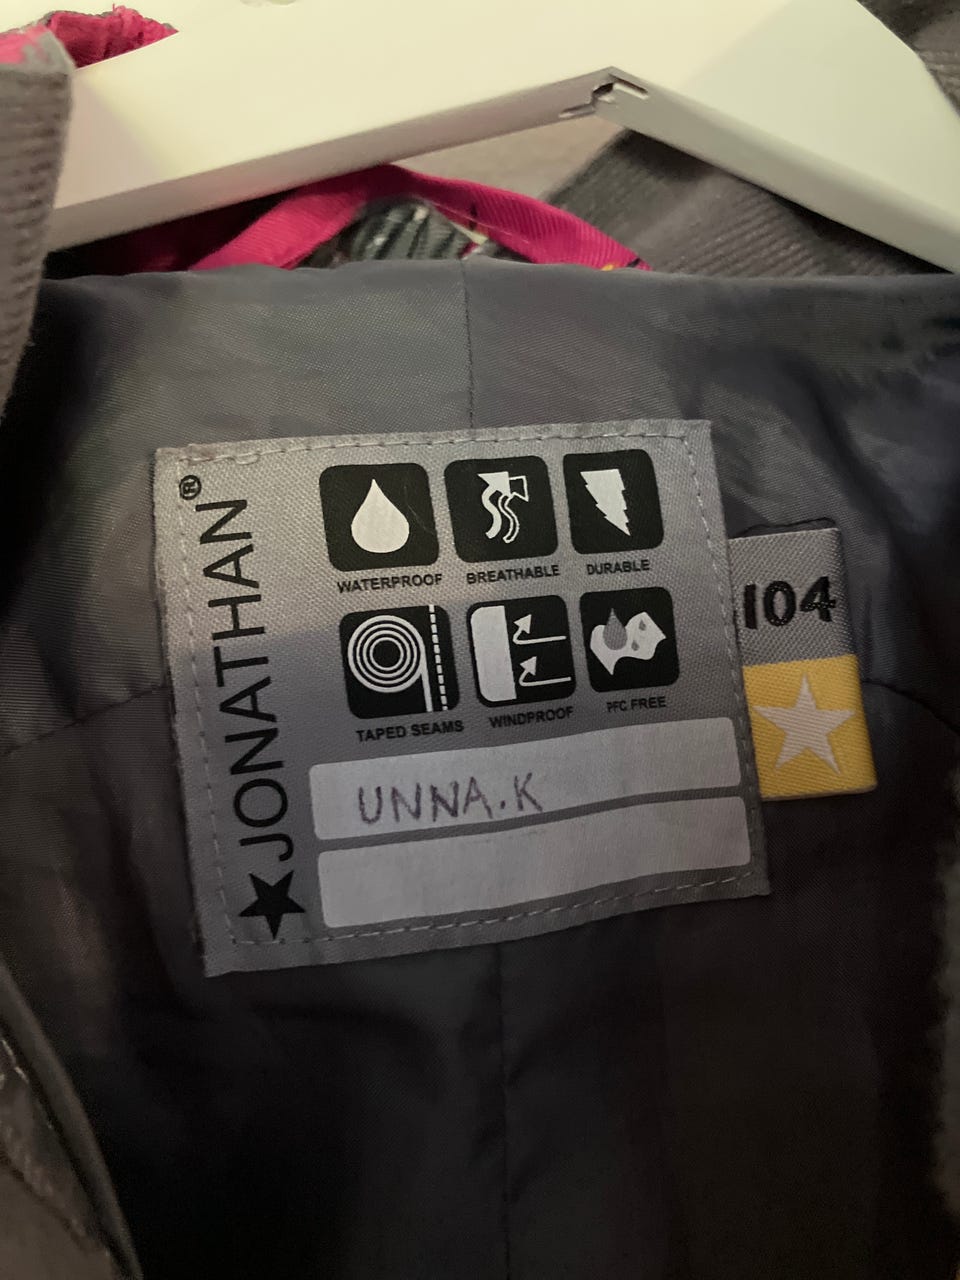 JONATHAN®
WATERPROOF BREATHABLE DURABLE
TAPED SEAMS WINDPROOF PFC FREE
UNNA.K
104